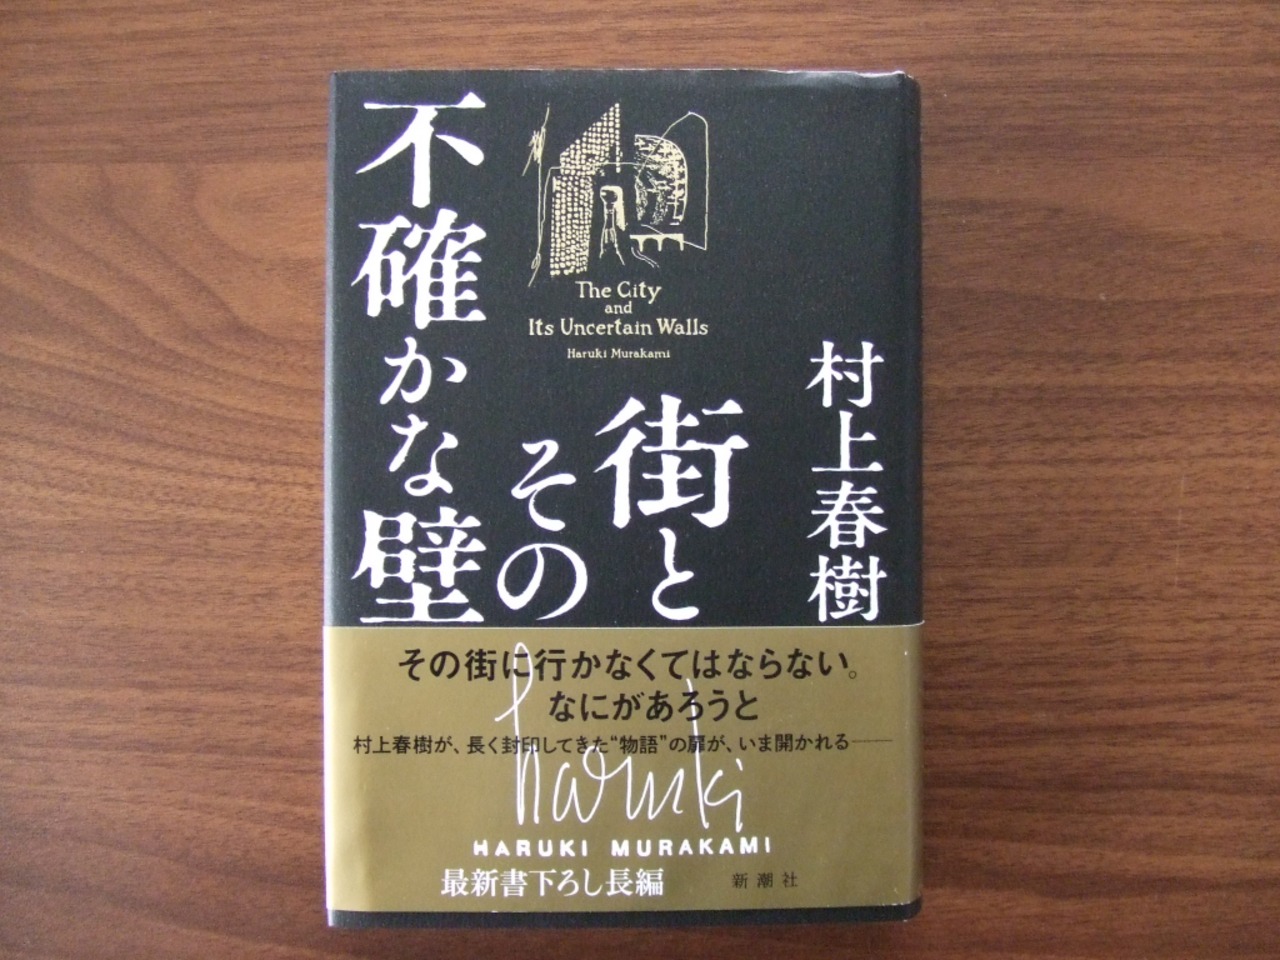 村上春樹
街と
その
不確かな壁
The City
and
Its Uncertain Walls
Haruki Murakami
その街に行かなくてはならない。
なにがあろうと
村上春樹が、長く封印してきた“物語”の扉が、いま開かれる──
haruki
HARUKI MURAKAMI
最新書下ろし長編
新潮社